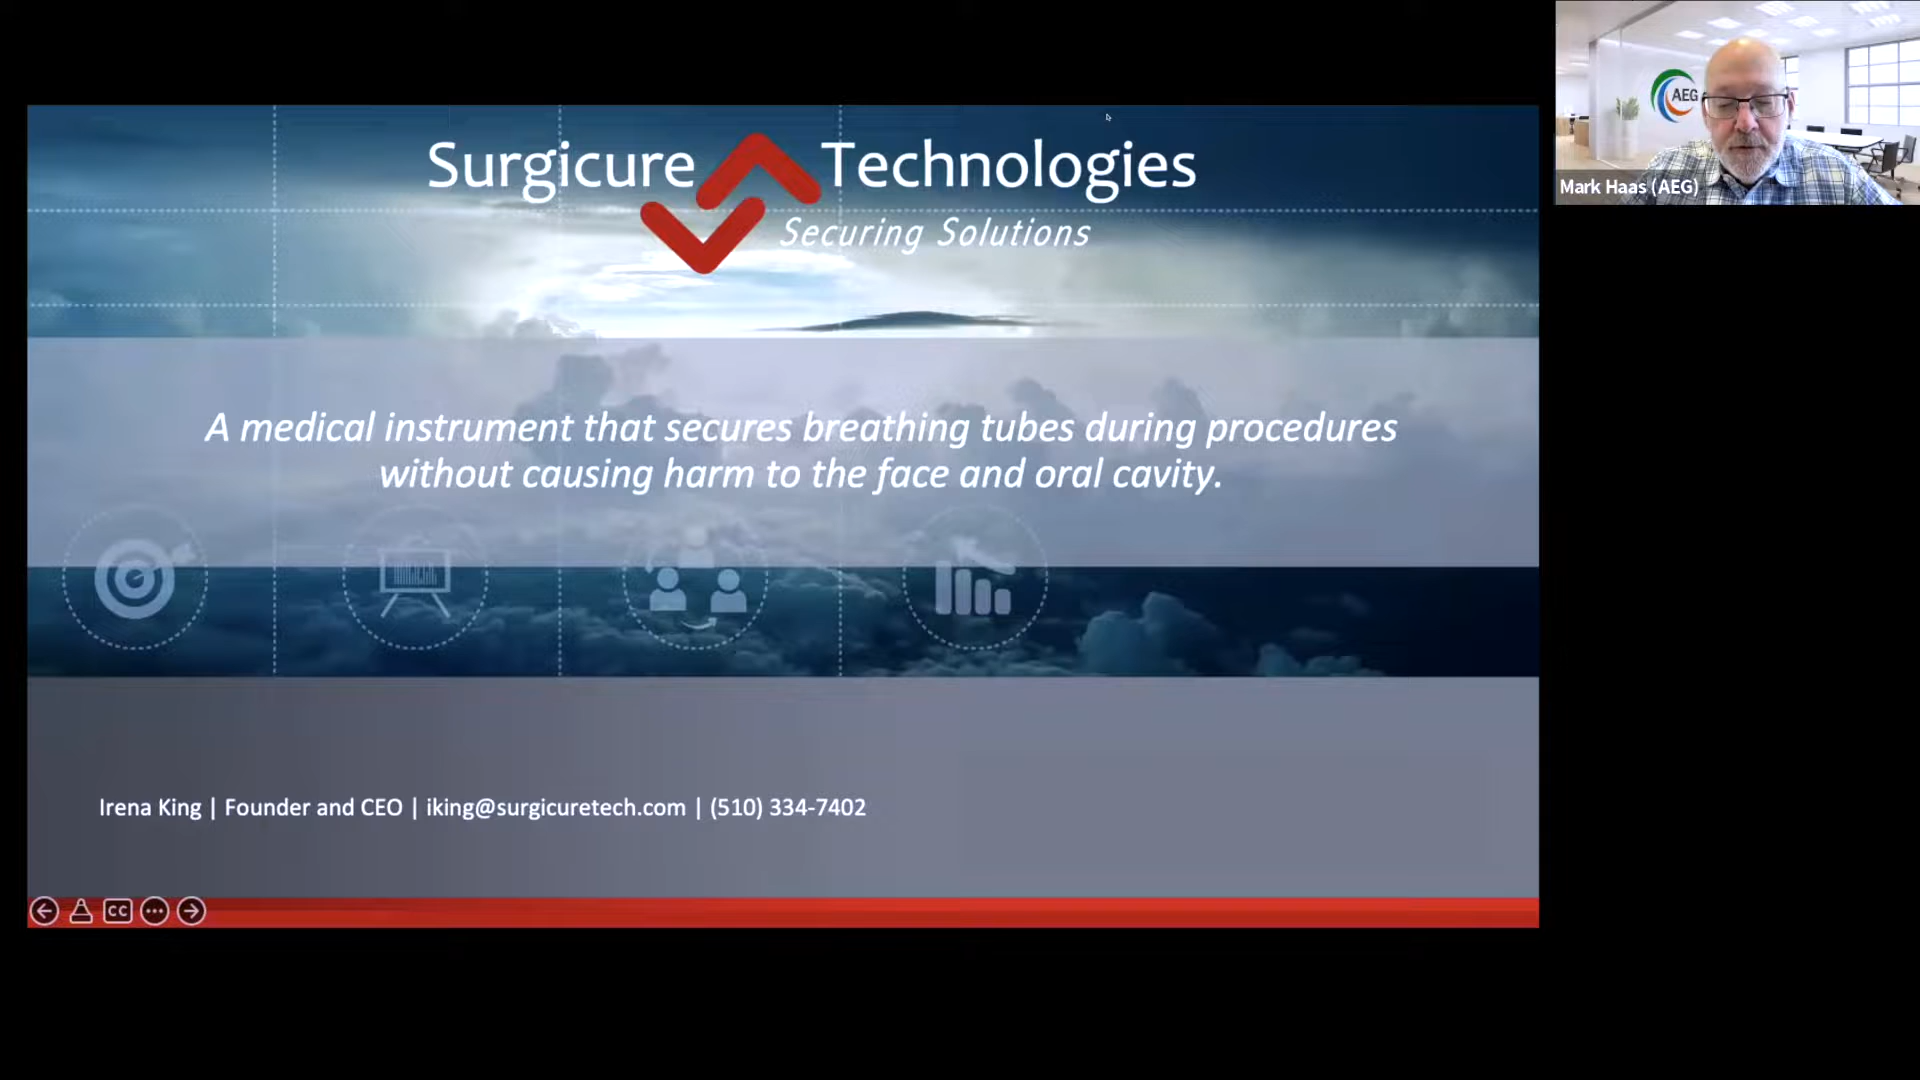 Surgicure Technologies
Securing Solutions
AEG
Mark Haas (AEG)
A medical instrument that secures breathing tubes during procedures
without causing harm to the face and oral cavity.
Irena King | Founder and CEO | iking@surgicuretech.com | (510) 334-7402
CC